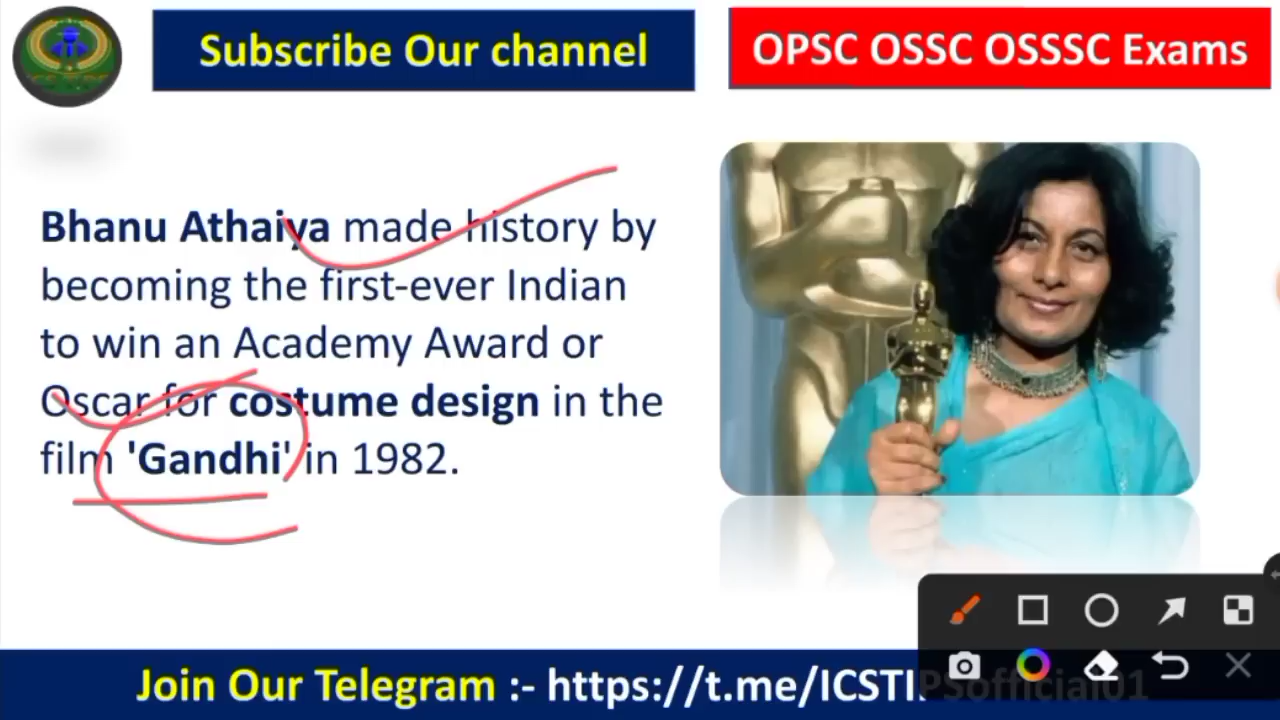 Subscribe Our channel
OPSC OSSC OSSSC Exams
Bhanu Athaiya made history by
becoming the first-ever Indian
to win an Academy Award or
Oscar for costume design in the
film 'Gandhi' in 1982.
Join Our Telegram :- https://t.me/ICSTIPSofficial01